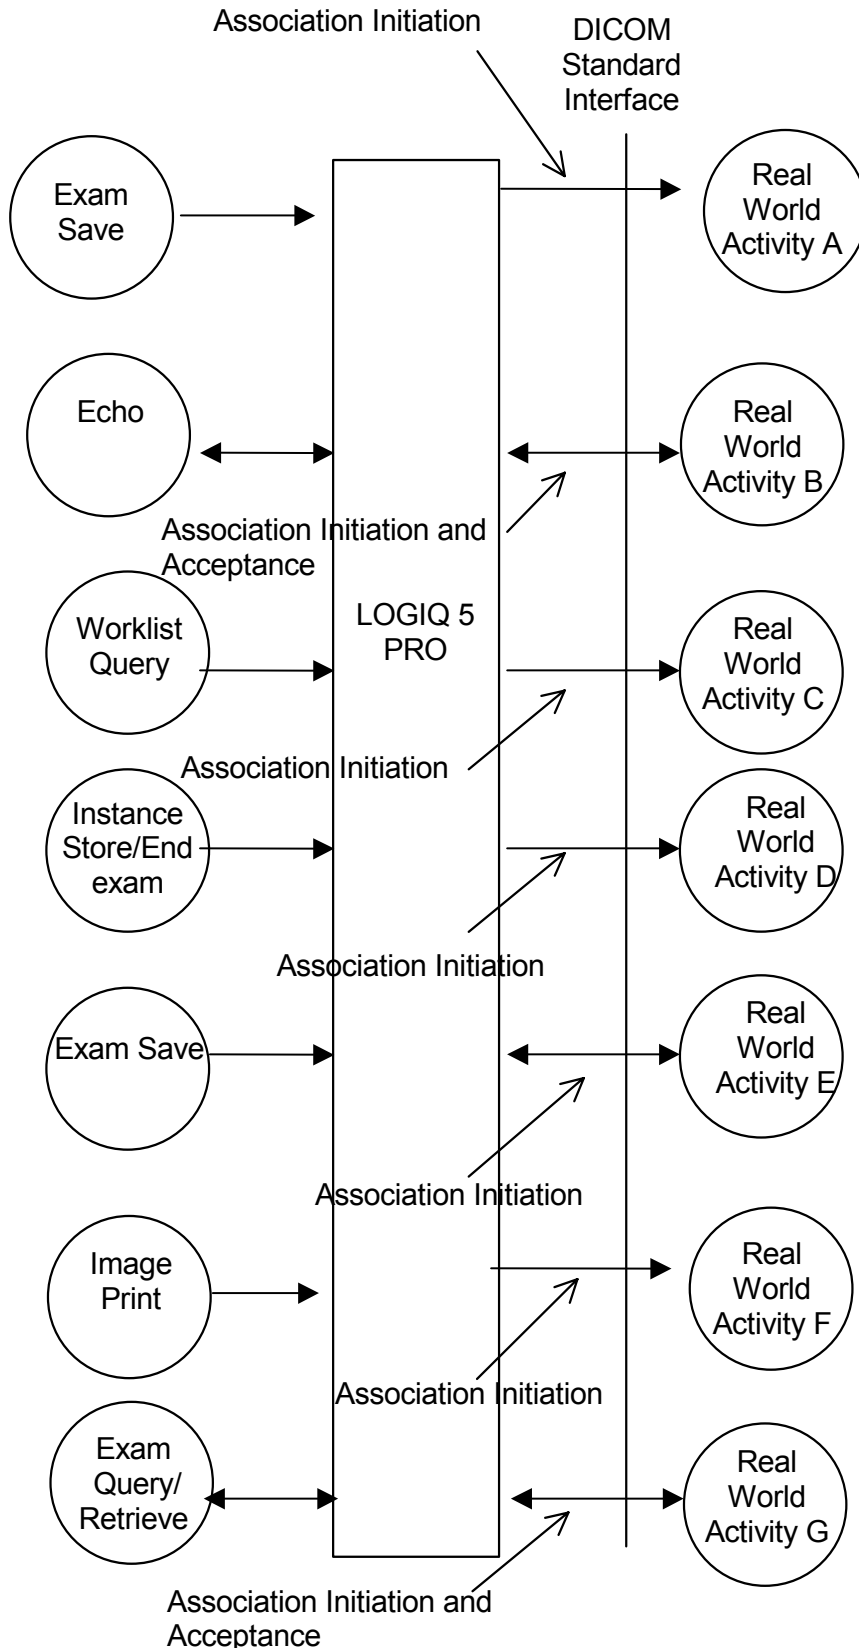 Association Initiation
DICOM
Standard
Interface
Exam
Save
Real
World
Activity A
Echo
Real
World
Activity B
Association Initiation and
Acceptance
Worklist
Query
LOGIQ 5
PRO
Real
World
Activity C
Association Initiation
Instance
Store/End
exam
Real
World
Activity D
Association Initiation
Exam Save
Real
World
Activity E
Association Initiation
Image
Print
Real
World
Activity F
Association Initiation
Exam
Query/
Retrieve
Real
World
Activity G
Association Initiation and
Acceptance